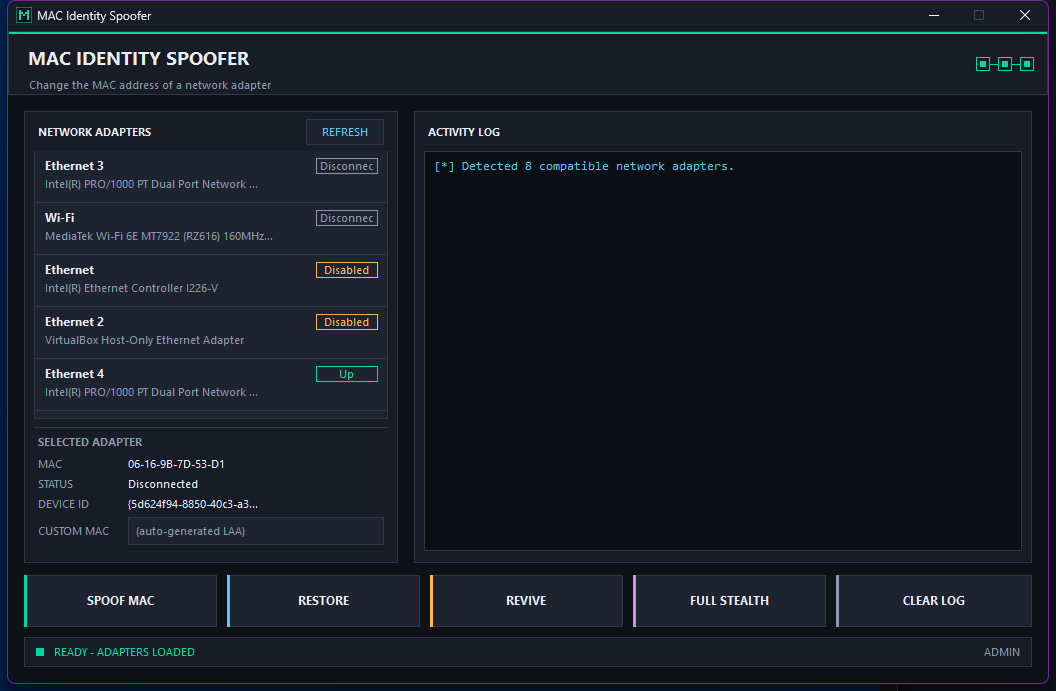 MAC Identity Spoofer
MAC IDENTITY SPOOFER
Change the MAC address of a network adapter
NETWORK ADAPTERS
REFRESH
Ethernet 3
Disconnec
Intel(R) PRO/1000 PT Dual Port Network ...
Wi-Fi
Disconnec
MediaTek Wi-Fi 6E MT7922 (RZ616) 160MHz...
Ethernet
Disabled
Intel(R) Ethernet Controller I226-V
Ethernet 2
Disabled
VirtualBox Host-Only Ethernet Adapter
Ethernet 4
Up
Intel(R) PRO/1000 PT Dual Port Network ...
SELECTED ADAPTER
MAC 06-16-9B-7D-53-D1
STATUS Disconnected
DEVICE ID {5d624f94-8850-40c3-a3...
CUSTOM MAC (auto-generated LAA)
ACTIVITY LOG
[*] Detected 8 compatible network adapters.
SPOOF MAC
RESTORE
REVIVE
FULL STEALTH
CLEAR LOG
READY - ADAPTERS LOADED
ADMIN